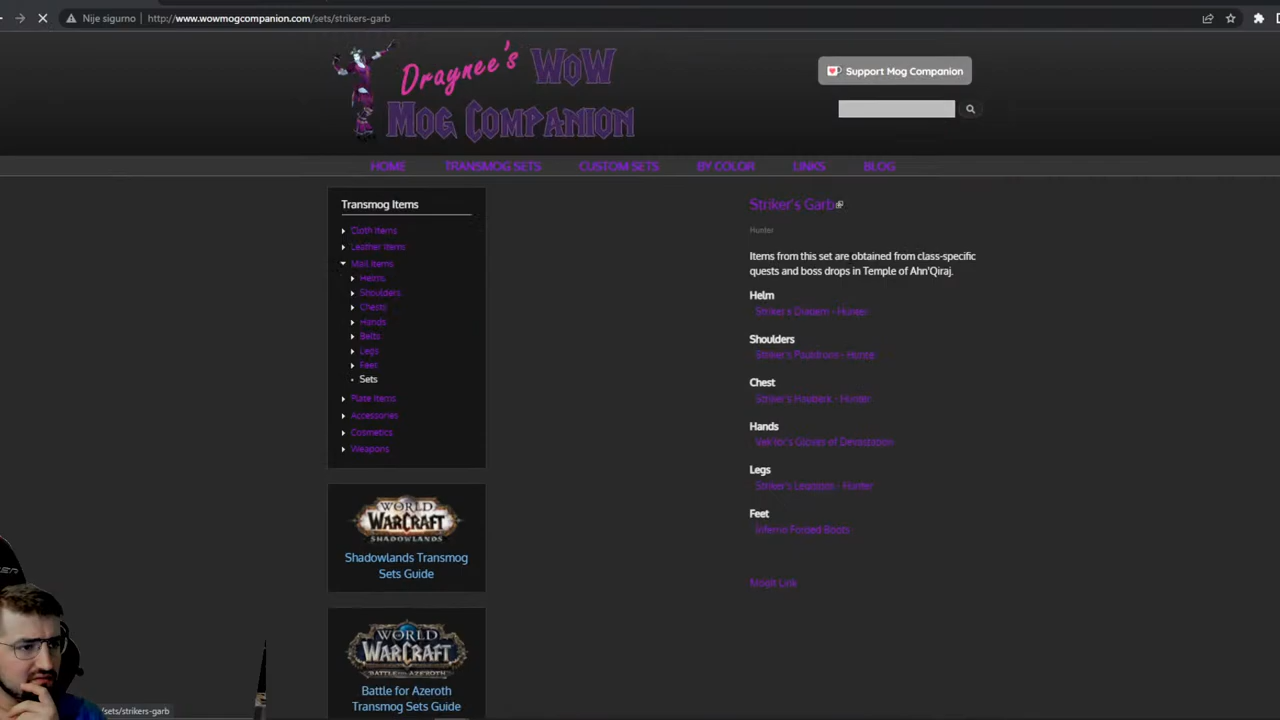 Nije sigurno
http://www.wowmogcompanion.com/sets/strikers-garb
Draynee's WoW
Mog Companion
Support Mog Companion
HOME
TRANSMOG SETS
CUSTOM SETS
BY COLOR
LINKS
BLOG
Transmog Items
Cloth Items
Leather Items
Mail Items
Helms
Shoulders
Chests
Hands
Belts
Legs
Feet
Sets
Plate Items
Accessories
Cosmetics
Weapons
WORLD
WARCRAFT
SHADOWLANDS
Shadowlands Transmog
Sets Guide
WORLD
WARCRAFT
BATTLE FOR AZEROTH
Battle for Azeroth
Transmog Sets Guide
Striker's Garb
Hunter
Items from this set are obtained from class-specific
quests and boss drops in Temple of Ahn'Qiraj.
Helm
Striker's Diadem - Hunter
Shoulders
Striker's Pauldrons - Hunte
Chest
Striker's Hauberk - Hunter
Hands
Vek'lor's Gloves of Devastation
Legs
Striker's Leggings - Hunter
Feet
Inferno Forged Boots
MogIt Link
/sets/strikers-garb